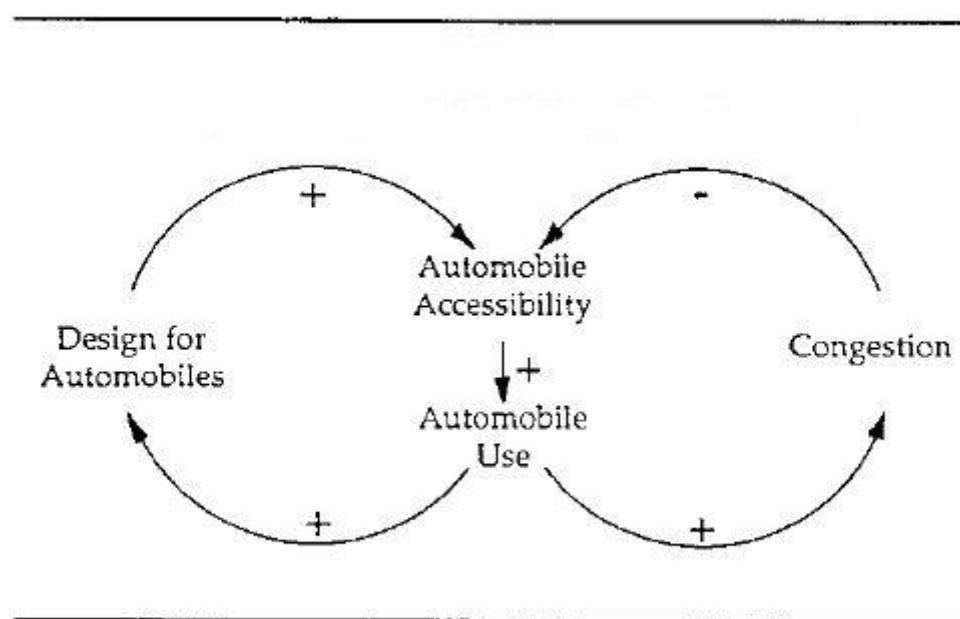 +
-
Automobile
Accessibility
Design for
Automobiles
Congestion
+
Automobile
Use
+
+